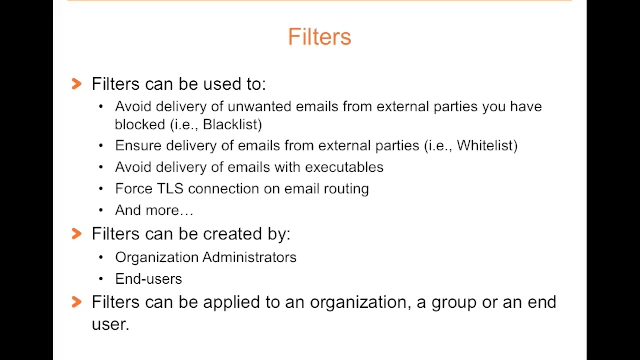 Filters
Filters can be used to:
• Avoid delivery of unwanted emails from external parties you have
blocked (i.e., Blacklist)
• Ensure delivery of emails from external parties (i.e., Whitelist)
• Avoid delivery of emails with executables
• Force TLS connection on email routing
• And more…
Filters can be created by:
• Organization Administrators
• End-users
Filters can be applied to an organization, a group or an end
user.